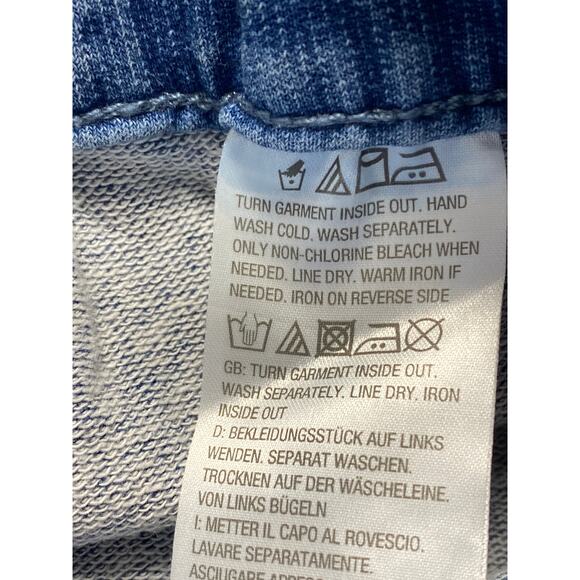 TURN GARMENT INSIDE OUT. HAND
WASH COLD. WASH SEPARATELY.
ONLY NON-CHLORINE BLEACH WHEN
NEEDED. LINE DRY. WARM IRON IF
NEEDED. IRON ON REVERSE SIDE
GB: TURN GARMENT INSIDE OUT.
WASH SEPARATELY. LINE DRY. IRON
INSIDE OUT
D: BEKLEIDUNGSSTÜCK AUF LINKS
WENDEN. SEPARAT WASCHEN.
TROCKNEN AUF DER WÄSCHELEINE.
VON LINKS BÜGELN
I: METTER IL CAPO AL ROVESCIO.
LAVARE SEPARATAMENTE.
ASCIUGARE